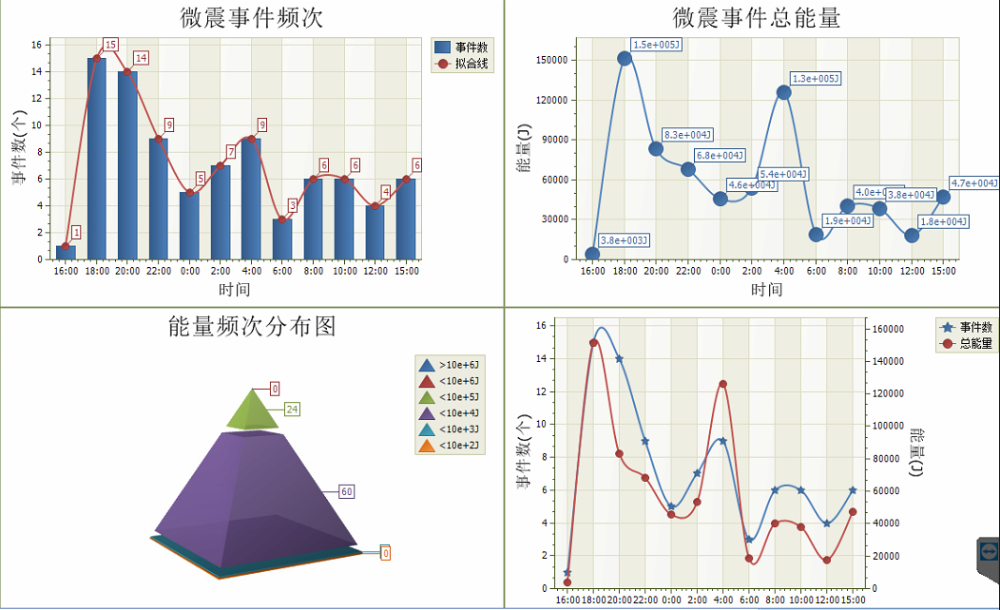 微震事件频次
16
14
12
10
8
6
4
2
0
事件数(个)
1
15
14
9
5
7
9
3
6
6
4
6
16:00 18:00 20:00 22:00 0:00 2:00 4:00 6:00 8:00 10:00 12:00 15:00
时间
事件数
拟合线
微震事件总能量
150000
120000
90000
60000
30000
0
能量(J)
3.8e+003J
1.5e+005J
8.3e+004J
6.8e+004J
4.6e+004J
5.4e+004J
1.3e+005J
1.9e+004J
3.8e+004J
1.8e+004J
4.7e+004J
16:00 18:00 20:00 22:00 0:00 2:00 4:00 6:00 8:00 10:00 12:00 15:00
时间
能量频次分布图
0
24
60
0
>10e+6J
<10e+6J
<10e+5J
<10e+4J
<10e+3J
<10e+2J
16
14
12
10
8
6
4
2
0
事件数(个)
160000
140000
120000
100000
80000
60000
40000
20000
0
能量(J)
16:00 18:00 20:00 22:00 0:00 2:00 4:00 6:00 8:00 10:00 12:00 15:00
事件数
总能量